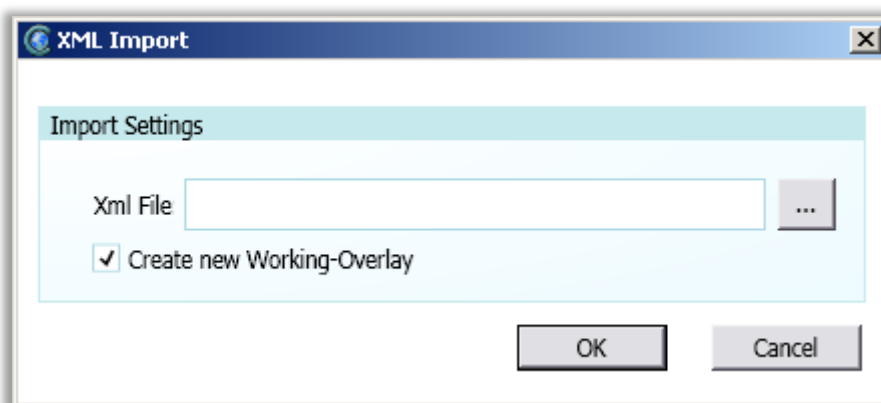 XML Import
Import Settings
Xml File ...
Create new Working-Overlay
OK Cancel